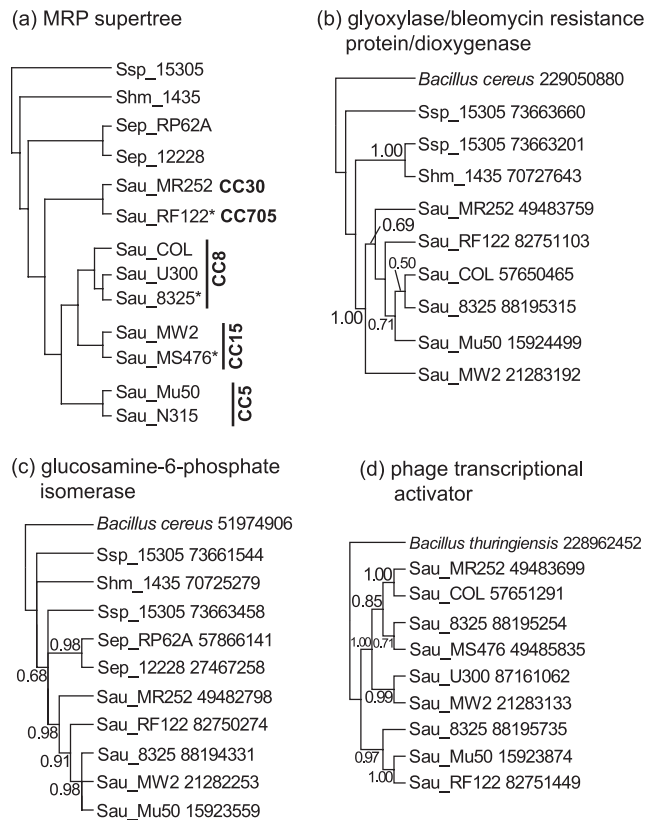 (a) MRP supertree
Ssp_15305
Shm_1435
Sep_RP62A
Sep_12228
Sau_MR252 CC30
Sau_RF122* CC705
Sau_COL
Sau_U300
Sau_8325*
CC8
Sau_MW2
Sau_MS476*
CC15
Sau_Mu50
Sau_N315
CC5
(b) glyoxylase/bleomycin resistance
protein/dioxygenase
Bacillus cereus 229050880
Ssp_15305 73663660
Ssp_15305 73663201
1.00
Shm_1435 70727643
Sau_MR252 49483759
0.69
Sau_RF122 82751103
0.50
Sau_COL 57650465
Sau_8325 88195315
1.00
0.71
Sau_Mu50 15924499
Sau_MW2 21283192
(c) glucosamine-6-phosphate
isomerase
Bacillus cereus 51974906
Ssp_15305 73661544
Shm_1435 70725279
Ssp_15305 73663458
0.98
Sep_RP62A 57866141
Sep_12228 27467258
0.68
Sau_MR252 49482798
0.98
Sau_RF122 82750274
0.91
Sau_8325 88194331
0.98
Sau_MW2 21282253
Sau_Mu50 15923559
(d) phage transcriptional
activator
Bacillus thuringiensis 228962452
Sau_MR252 49483699
1.00
Sau_COL 57651291
0.85
Sau_8325 88195254
1.00
0.71
Sau_MS476 49485835
Sau_U300 87161062
0.99
Sau_MW2 21283133
Sau_8325 88195735
0.97
Sau_Mu50 15923874
1.00
Sau_RF122 82751449